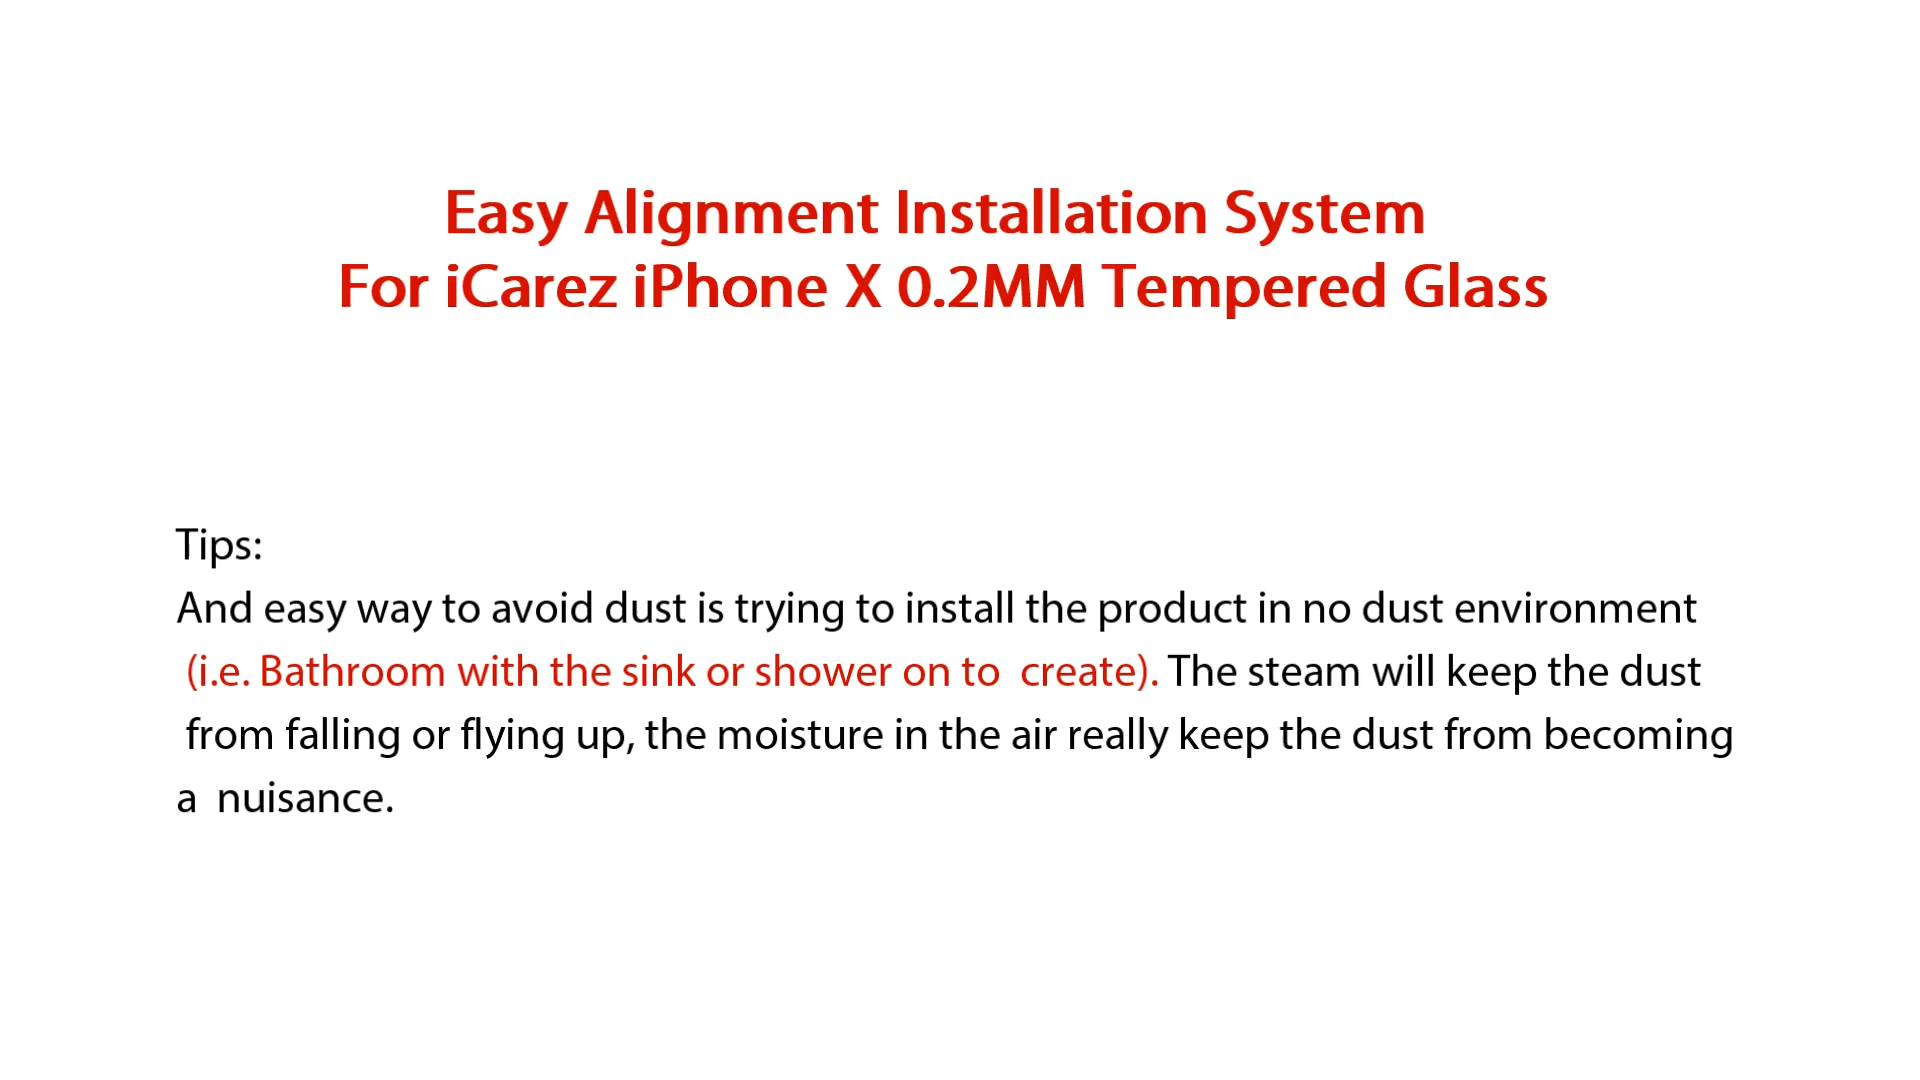 Easy Alignment Installation System
For iCarez iPhone X 0.2MM Tempered Glass
Tips:
And easy way to avoid dust is trying to install the product in no dust environment
(i.e. Bathroom with the sink or shower on to  create). The steam will keep the dust
from falling or flying up, the moisture in the air really keep the dust from becoming
a  nuisance.